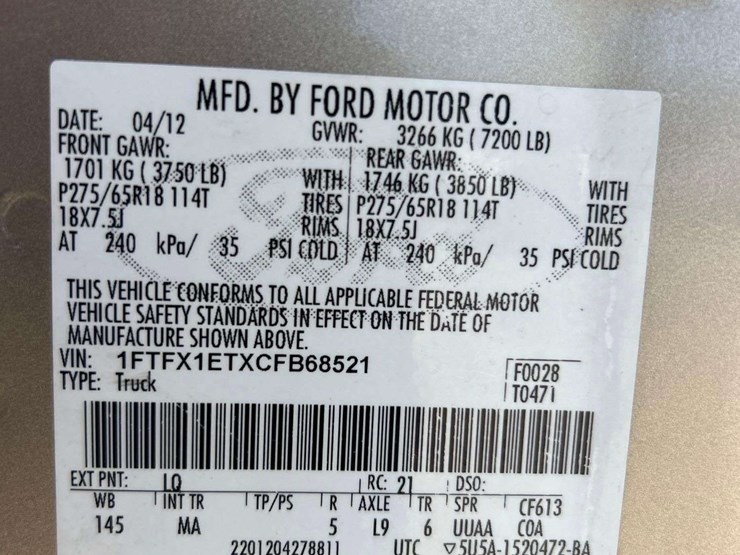 MFD. BY FORD MOTOR CO.
DATE: 04/12 GVWR: 3266 KG ( 7200 LB)
FRONT GAWR: REAR GAWR:
1701 KG ( 3750 LB) WITH 1746 KG ( 3850 LB) WITH
P275/65R18 114T TIRES P275/65R18 114T TIRES
18X7.5J RIMS 18X7.5J RIMS
AT 240 kPa/ 35 PSI COLD AT 240 kPa/ 35 PSI COLD
THIS VEHICLE CONFORMS TO ALL APPLICABLE FEDERAL MOTOR
VEHICLE SAFETY STANDARDS IN EFFECT ON THE DATE OF
MANUFACTURE SHOWN ABOVE.
VIN: 1FTFX1ETXCFB68521 F0028
TYPE: Truck T0471
EXT PNT: LQ RC: 21 DSO:
WB INT TR TP/PS R AXLE TR SPR CF613
145 MA 5 L9 6 UUAA COA
2201204278811 UTC ▽5U5A-1520472-BA